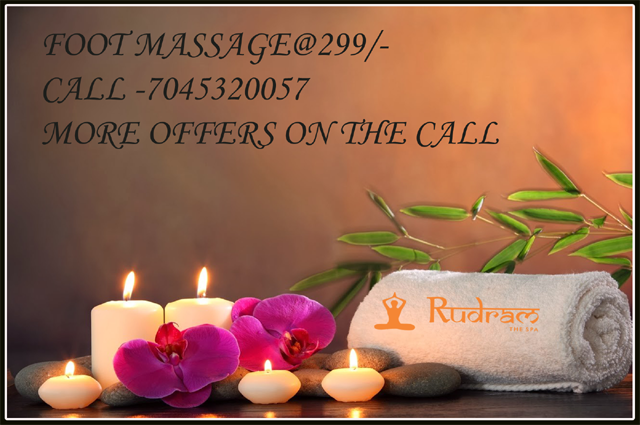 FOOT MASSAGE@299/-
CALL -7045320057
MORE OFFERS ON THE CALL
Rudram
THE SPA